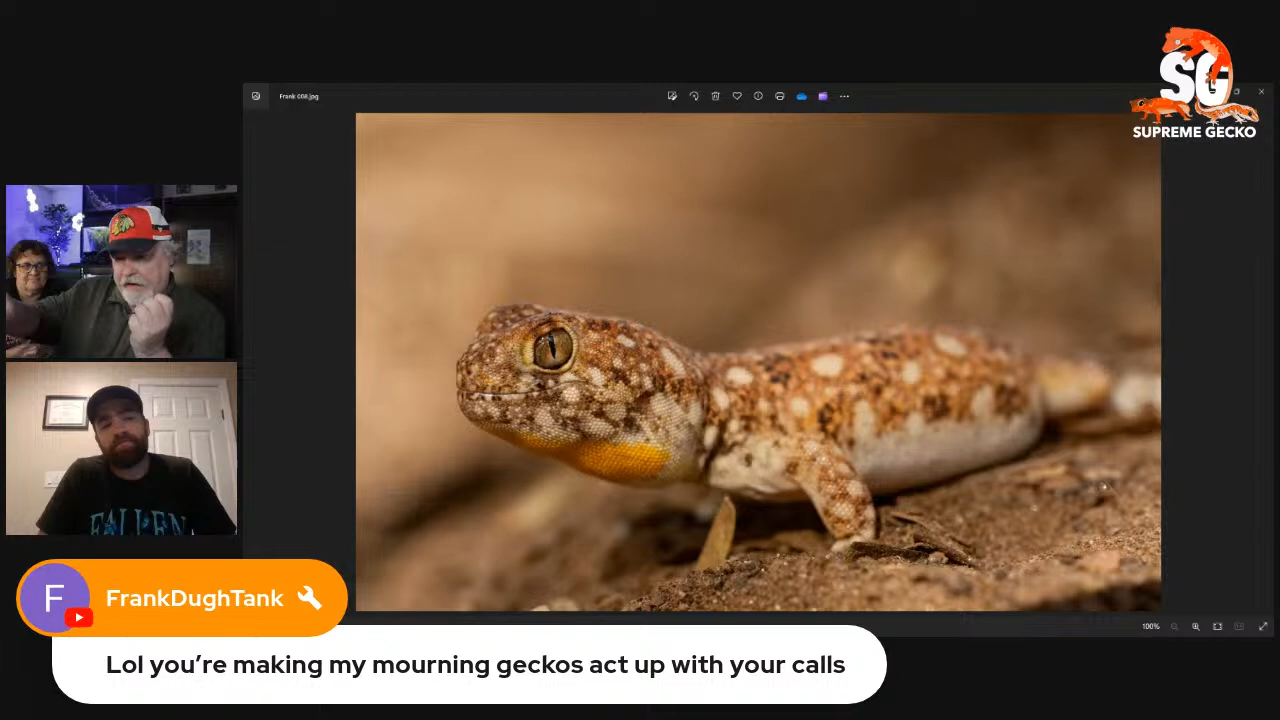 SG
SUPREME GECKO
Frank 008.jpg
FALLEN
F
FrankDughTank
Lol you’re making my mourning geckos act up with your calls
100%